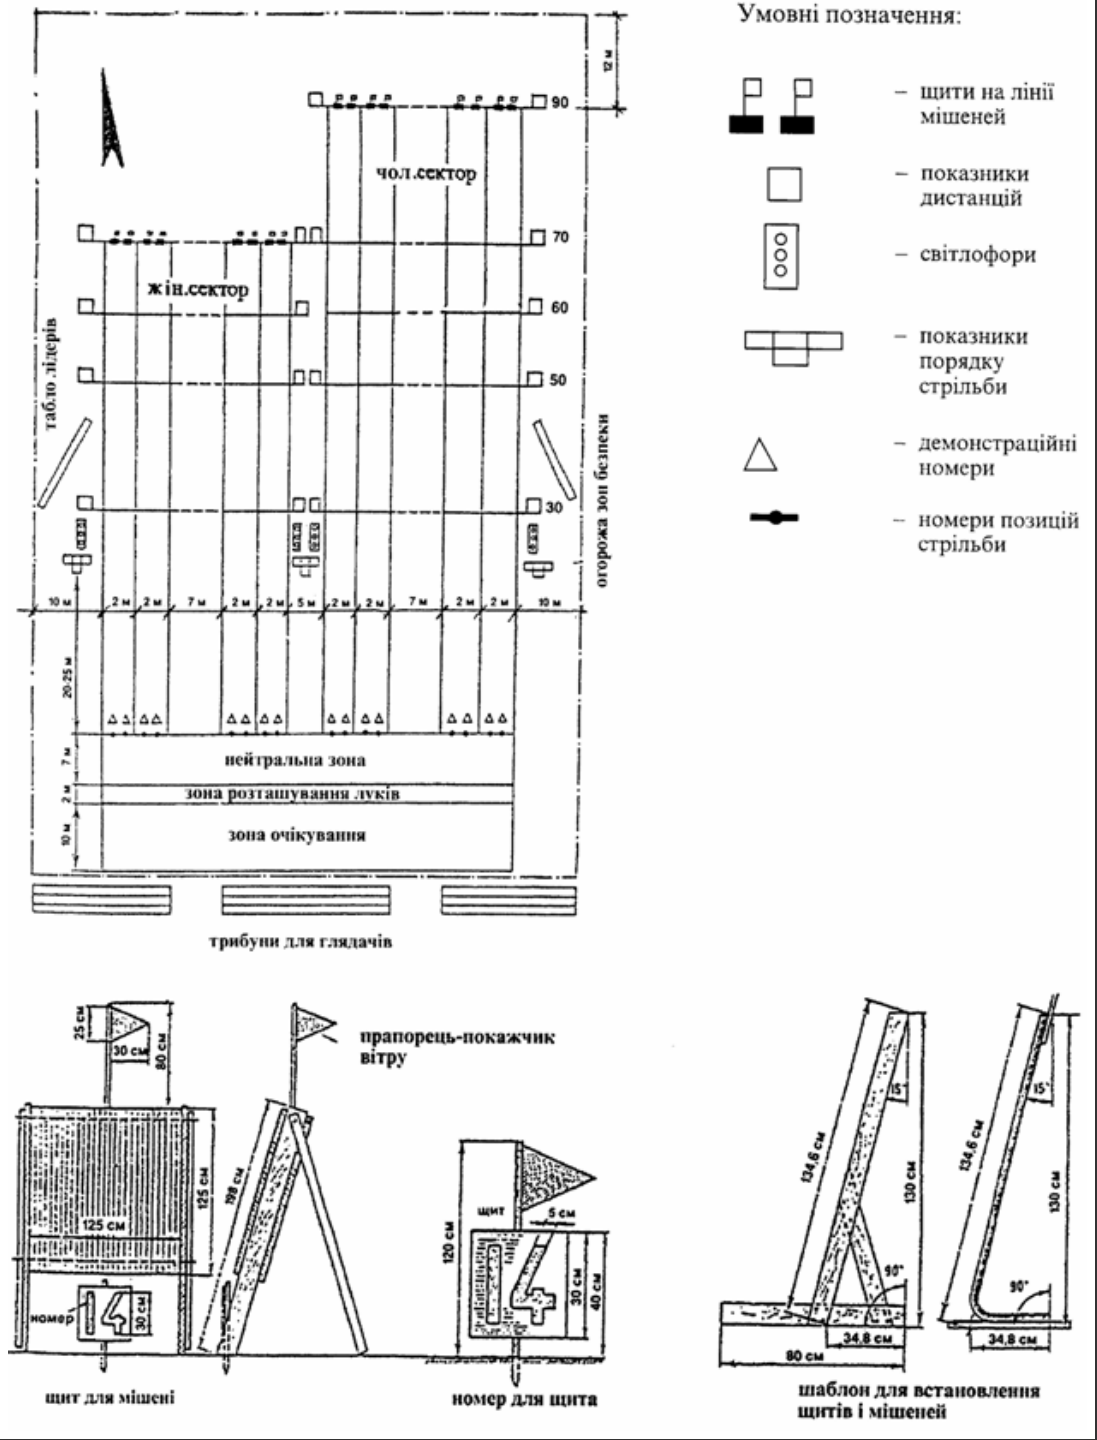 Умовні позначення:
– щити на лінії
мішеней
– показники
дистанцій
– світлофори
– показники
порядку
стрільби
– демонстраційні
номери
– номери позицій
стрільби
12 м
90
чол.сектор
70
жін.сектор
60
табло лідерів
50
огорожа зон безпеки
30
10 м
2 м
2 м
7 м
2 м
2 м
5 м
2 м
2 м
7 м
2 м
2 м
10 м
20-25 м
7 м
нейтральна зона
2 м
зона розташування луків
10 м
зона очікування
трибуни для глядачів
25 см
30 см
80 см
прапорець-покажчик
вітру
125 см
125 см
номер
14
30 см
щит для мішені
198 см
120 см
щит
5 см
14
30 см
40 см
номер для щита
134,6 см
15°
130 см
90°
34,8 см
80 см
134,6 см
15°
130 см
90°
34,8 см
шаблон для встановлення
щитів і мішеней